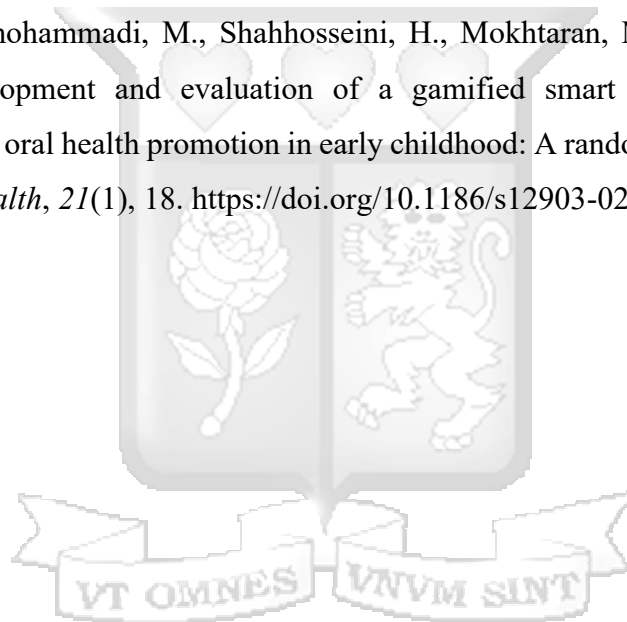 nohammadi, M., Shahhosseini, H., Mokhtaran, M
opment and evaluation of a gamified smart
oral health promotion in early childhood: A rando
alth, 21(1), 18. https://doi.org/10.1186/s12903-02
VT OMNES VNVM SINT